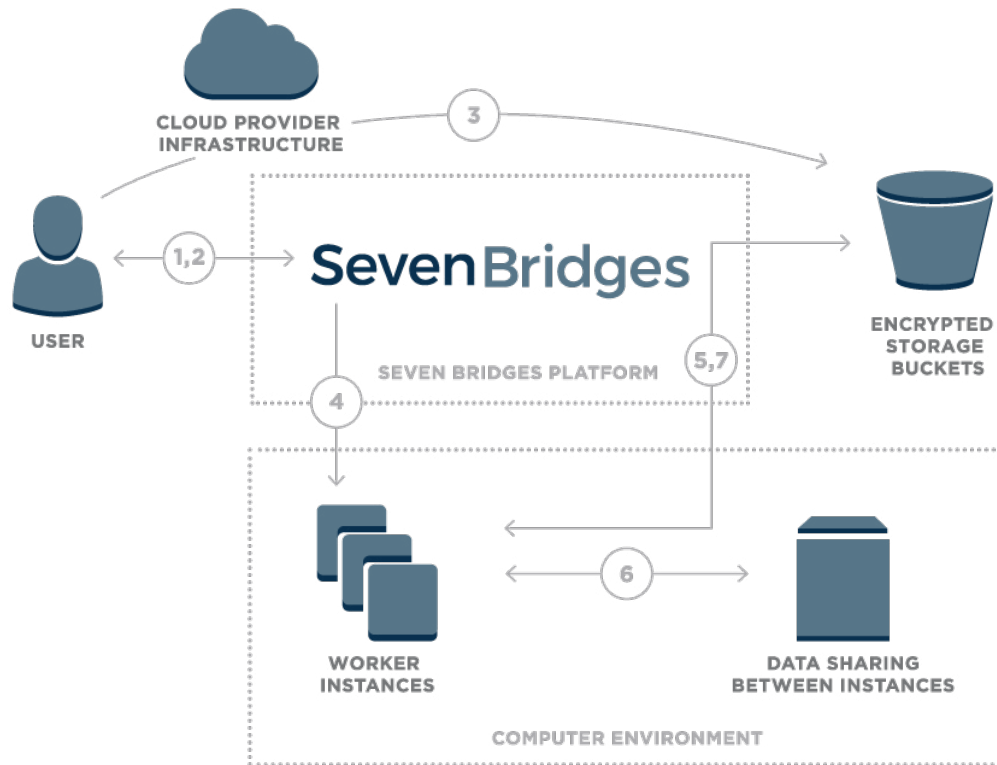 CLOUD PROVIDER
INFRASTRUCTURE
3
1,2
USER
SevenBridges
ENCRYPTED
STORAGE
BUCKETS
5,7
SEVEN BRIDGES PLATFORM
4
6
WORKER
INSTANCES
DATA SHARING
BETWEEN INSTANCES
COMPUTER ENVIRONMENT